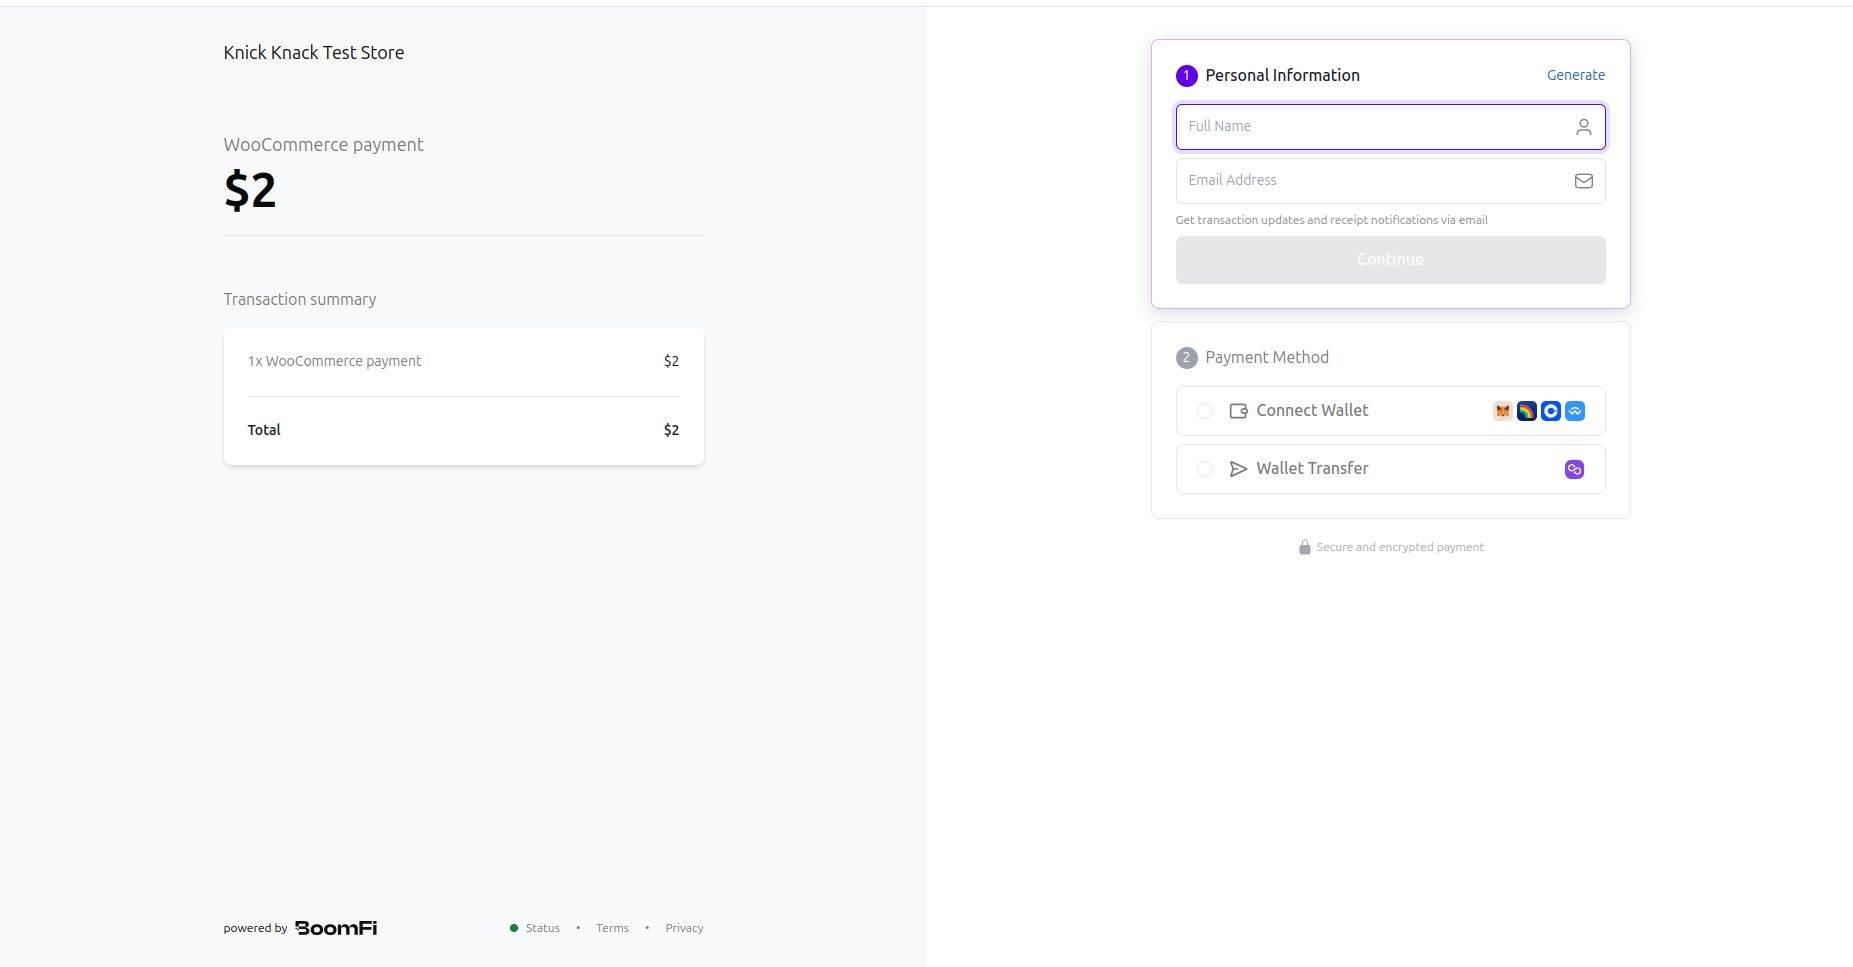 Knick Knack Test Store
WooCommerce payment
$2
Transaction summary
1x WooCommerce payment $2
Total $2
powered by BoomFi Status • Terms • Privacy
1 Personal Information Generate
Full Name
Email Address
Get transaction updates and receipt notifications via email
Continue
2 Payment Method
Connect Wallet
Wallet Transfer
Secure and encrypted payment